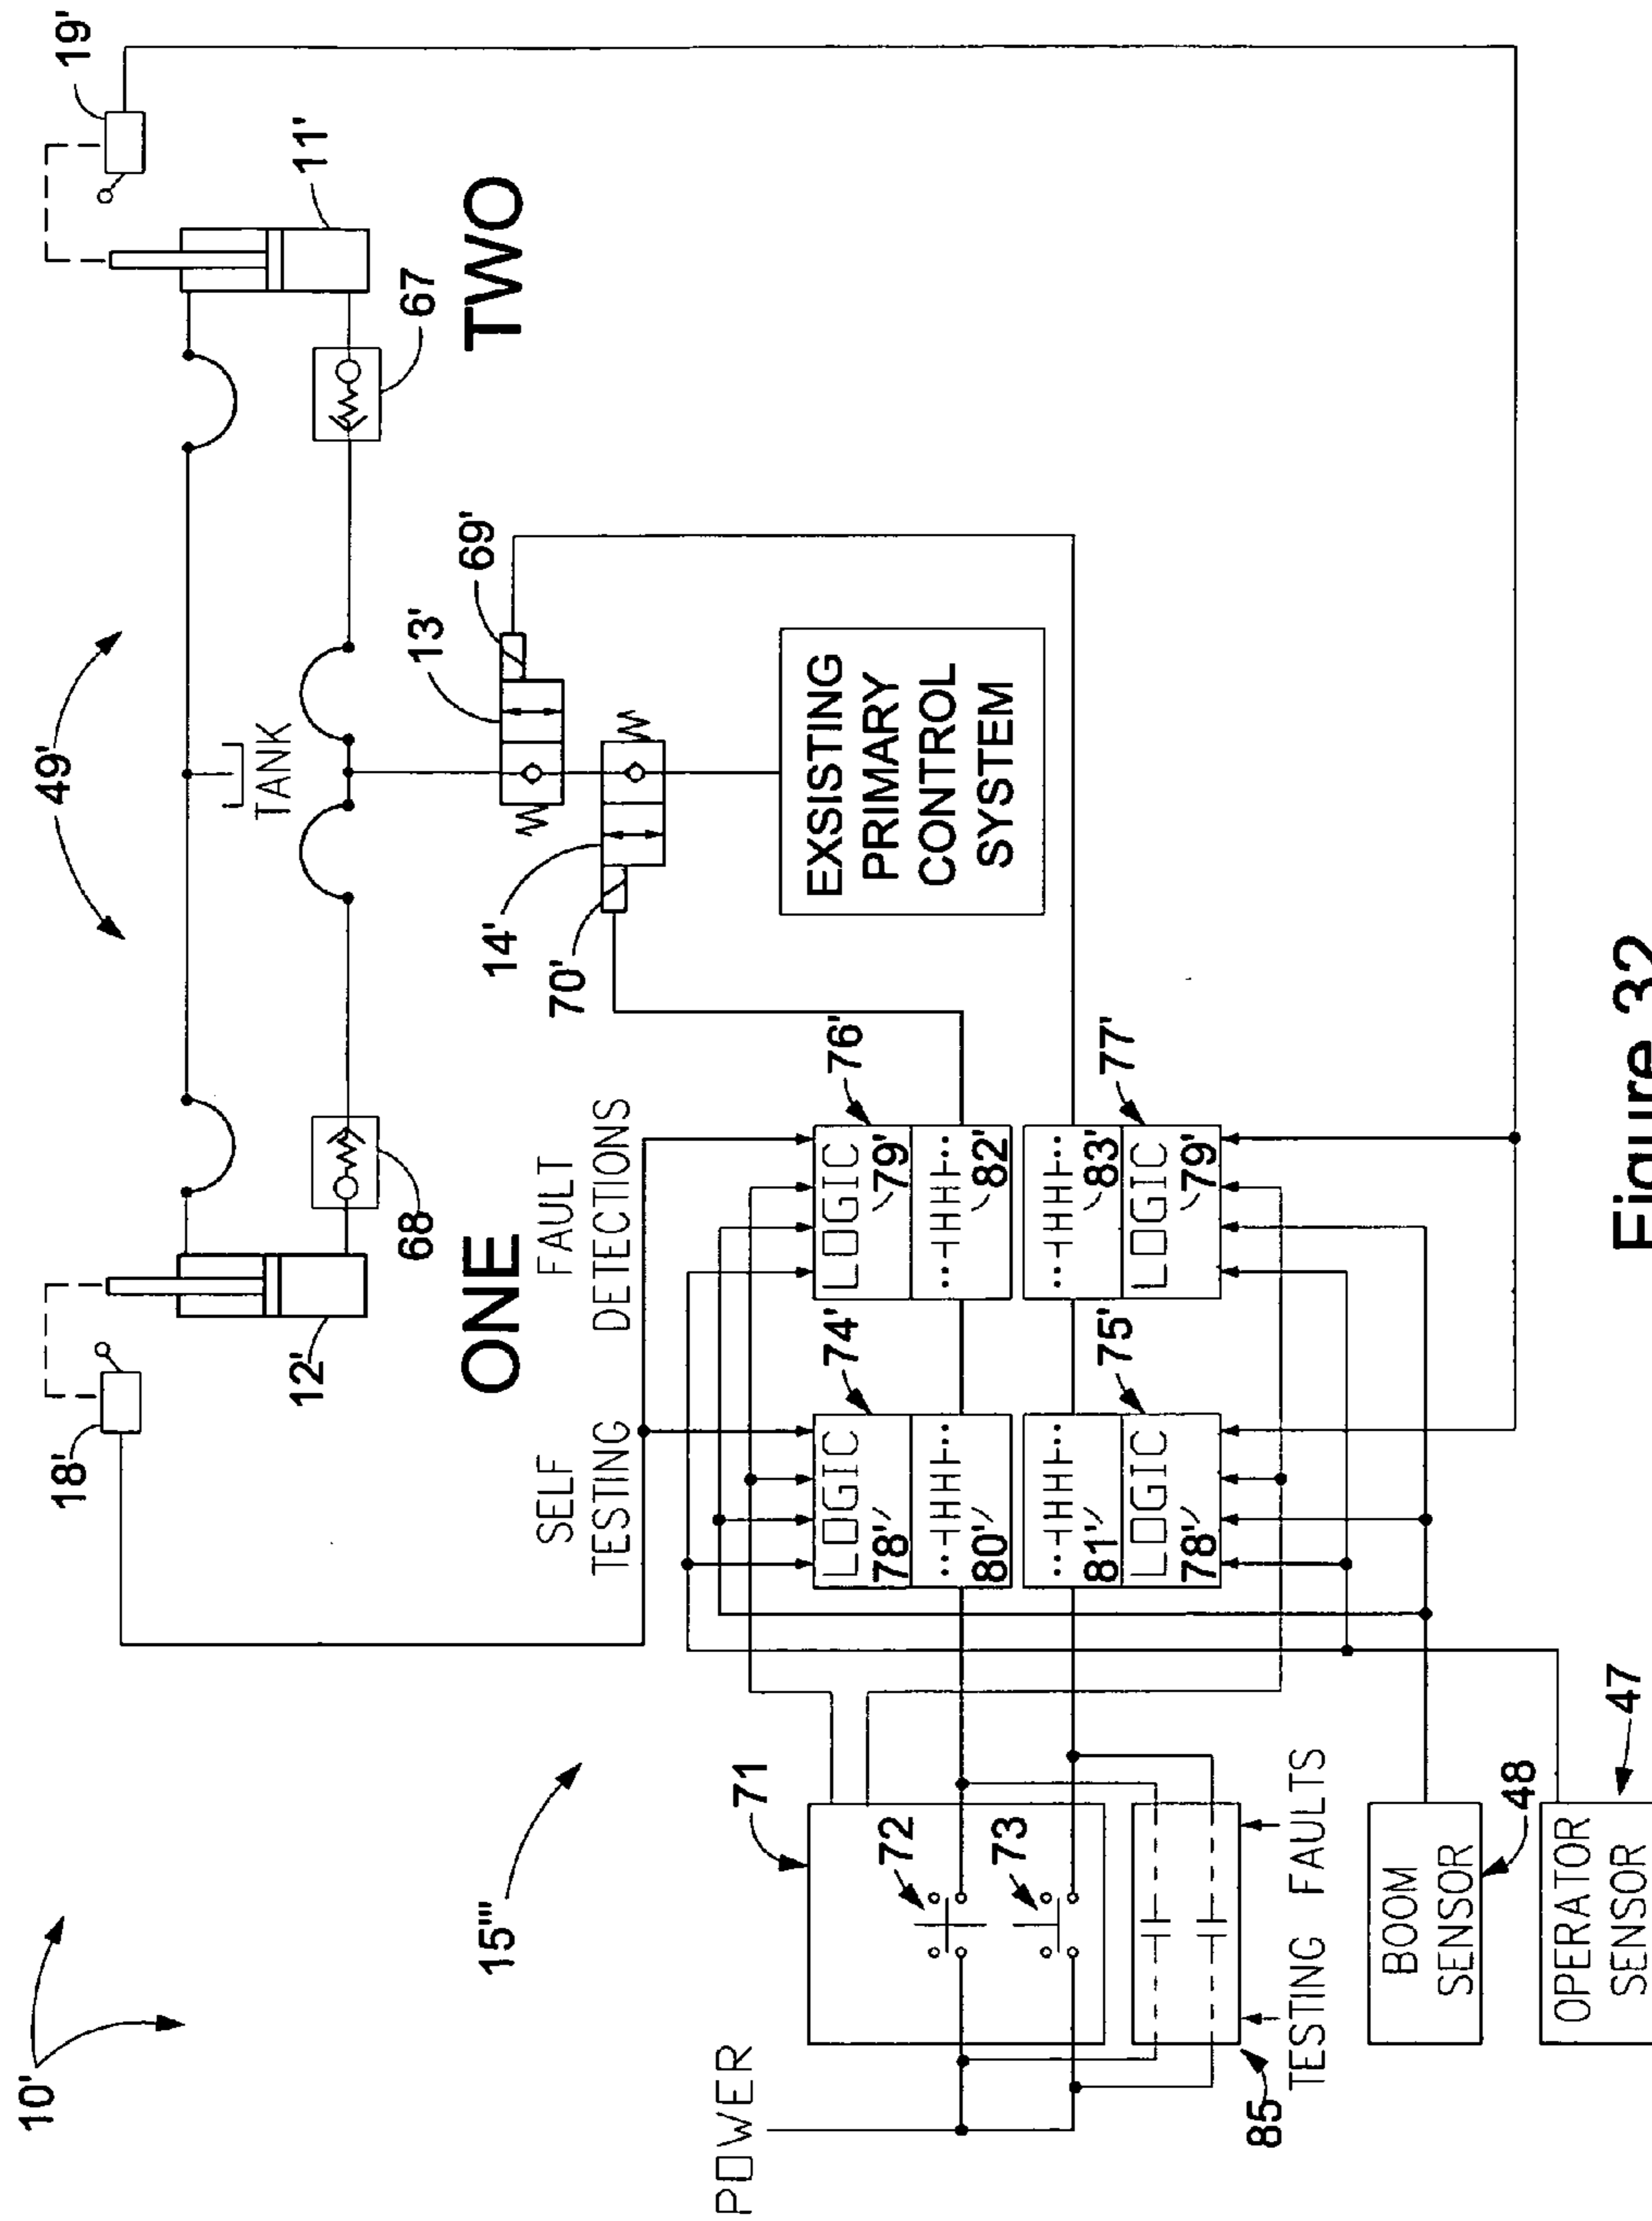 10'
15'''
49'
18'
12'
68
ONE
19'
11'
67
TWO
TANK
13'
69'
14'
70'
EXSISTING
PRIMARY
CONTROL
SYSTEM
SELF
TESTING
FAULT
DETECTIONS
POWER
71
72
73
74'
LOGIC
78'
80'
76'
LOGIC
79'
82'
81'
LOGIC
78'
75'
83'
LOGIC
79'
77'
85
TESTING FAULTS
BOOM
SENSOR
48
OPERATOR
SENSOR
47
Figure 32